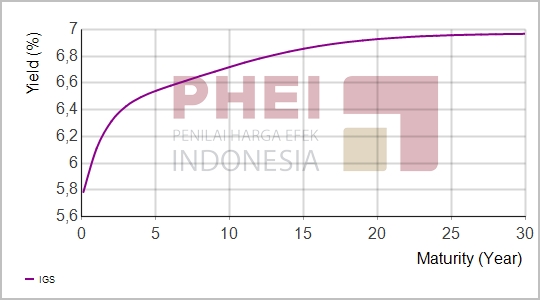 Yield (%)
7
6,8
6,6
6,4
6,2
6
5,8
5,6
PHEI
PENILAI HARGA EFEK
INDONESIA
0
5
10
15
20
25
30
Maturity (Year)
IGS